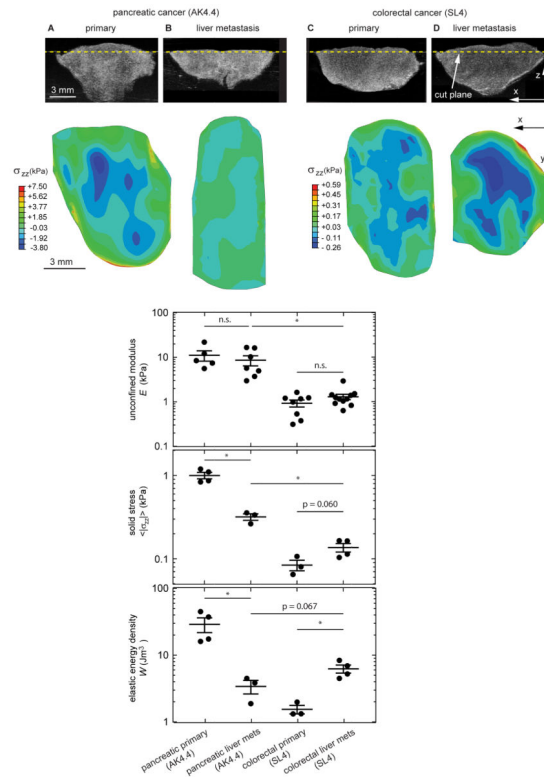 pancreatic cancer (AK4.4)
colorectal cancer (SL4)
A primary
B liver metastasis
C primary
D liver metastasis
3 mm
cut plane
z
x
x
y
σzz(kPa)
+7.50
+5.62
+3.77
+1.85
-0.03
-1.92
-3.80
3 mm
σzz(kPa)
+0.59
+0.45
+0.31
+0.17
+0.03
- 0.11
- 0.26
unconfined modulus
E (kPa)
100
10
1
0.1
n.s.
*
n.s.
solid stress
<|σzz|> (kPa)
1
0.1
*
*
p = 0.060
elastic energy density
W (Jm³)
100
10
1
*
p = 0.067
*
pancreatic primary
(AK4.4)
pancreatic liver mets
(AK4.4)
colorectal primary
(SL4)
colorectal liver mets
(SL4)